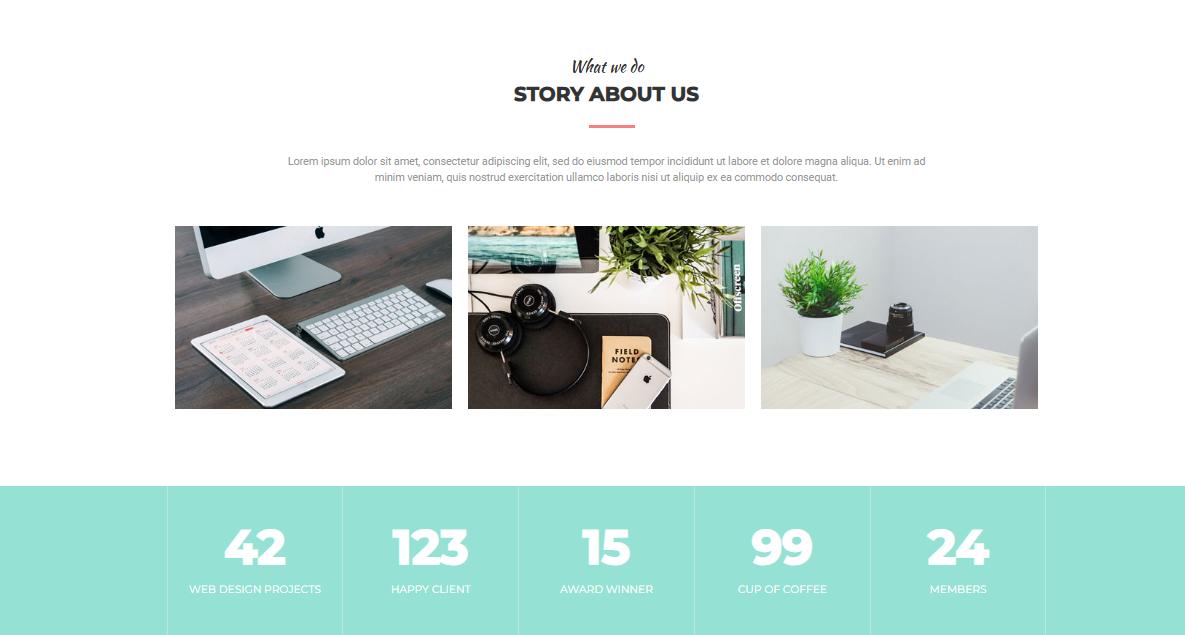 What we do
STORY ABOUT US
Lorem ipsum dolor sit amet, consectetur adipiscing elit, sed do eiusmod tempor incididunt ut labore et dolore magna aliqua. Ut enim ad
minim veniam, quis nostrud exercitation ullamco laboris nisi ut aliquip ex ea commodo consequat.
Offscreen
FIELD
NOTES
42
123
15
99
24
WEB DESIGN PROJECTS
HAPPY CLIENT
AWARD WINNER
CUP OF COFFEE
MEMBERS